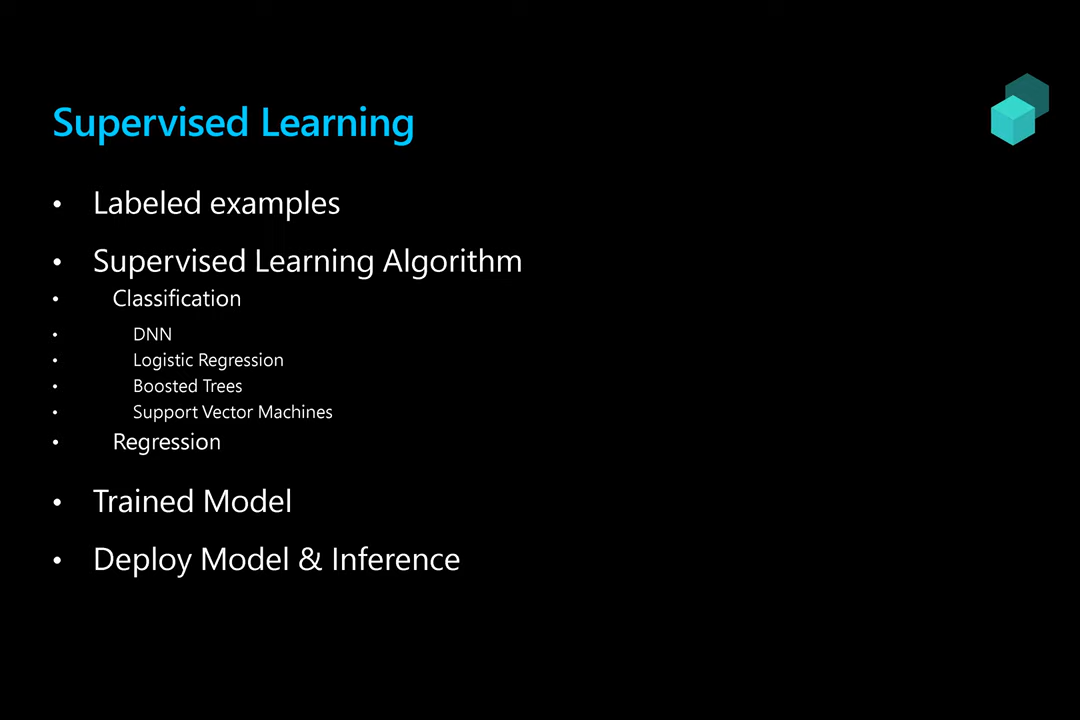 Supervised Learning
• Labeled examples
• Supervised Learning Algorithm
• Classification
• DNN
• Logistic Regression
• Boosted Trees
• Support Vector Machines
• Regression
• Trained Model
• Deploy Model & Inference